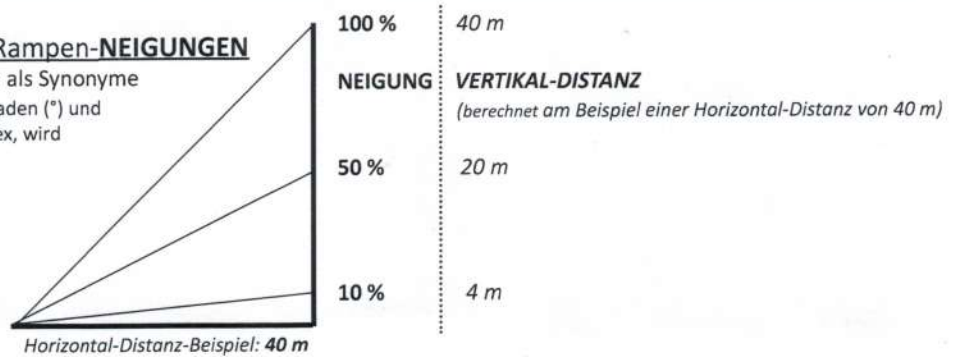 Rampen-NEIGUNGEN
als Synonyme
aden (°) und
ex, wird
100 %
40 m
NEIGUNG
VERTIKAL-DISTANZ
(berechnet am Beispiel einer Horizontal-Distanz von 40 m)
50 %
20 m
10 %
4 m
Horizontal-Distanz-Beispiel: 40 m